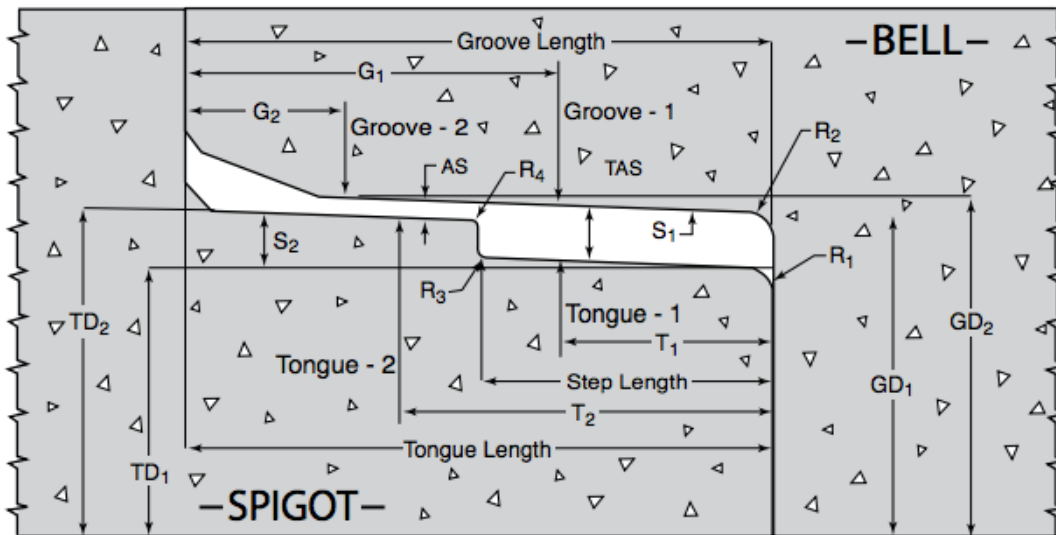 Groove Length
–BELL–
G1
G2
Groove - 2
Groove - 1
R2
AS
R4
TAS
S2
S1
R1
R3
TD2
Tongue - 1
GD2
T1
Tongue - 2
Step Length
GD1
T2
Tongue Length
TD1
–SPIGOT–